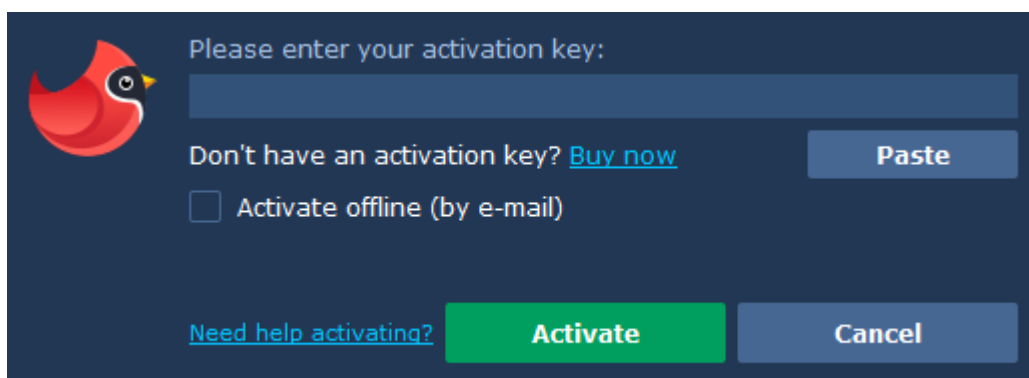 Please enter your activation key:
Don't have an activation key? Buy now
Paste
Activate offline (by e-mail)
Need help activating?
Activate
Cancel